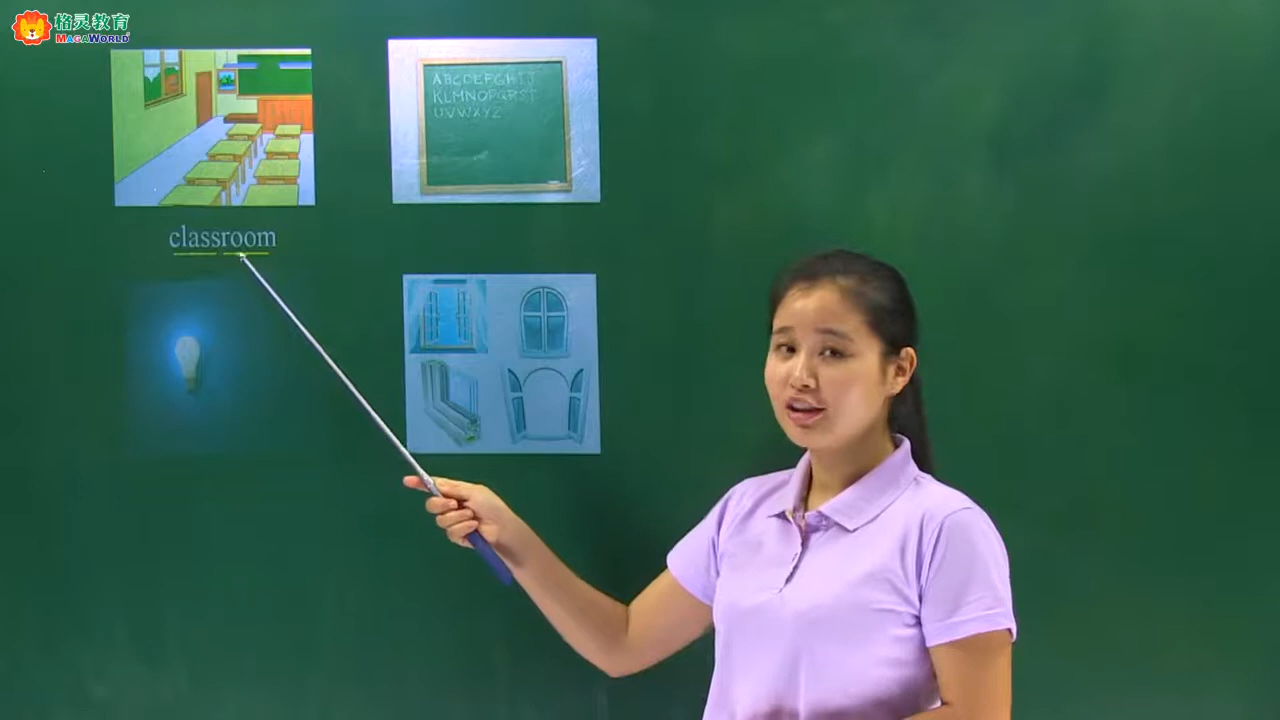 格灵教育
MAGAWORLD
ABCDEFGHIJ
KLMNOPQRST
UVWXYZ
classroom